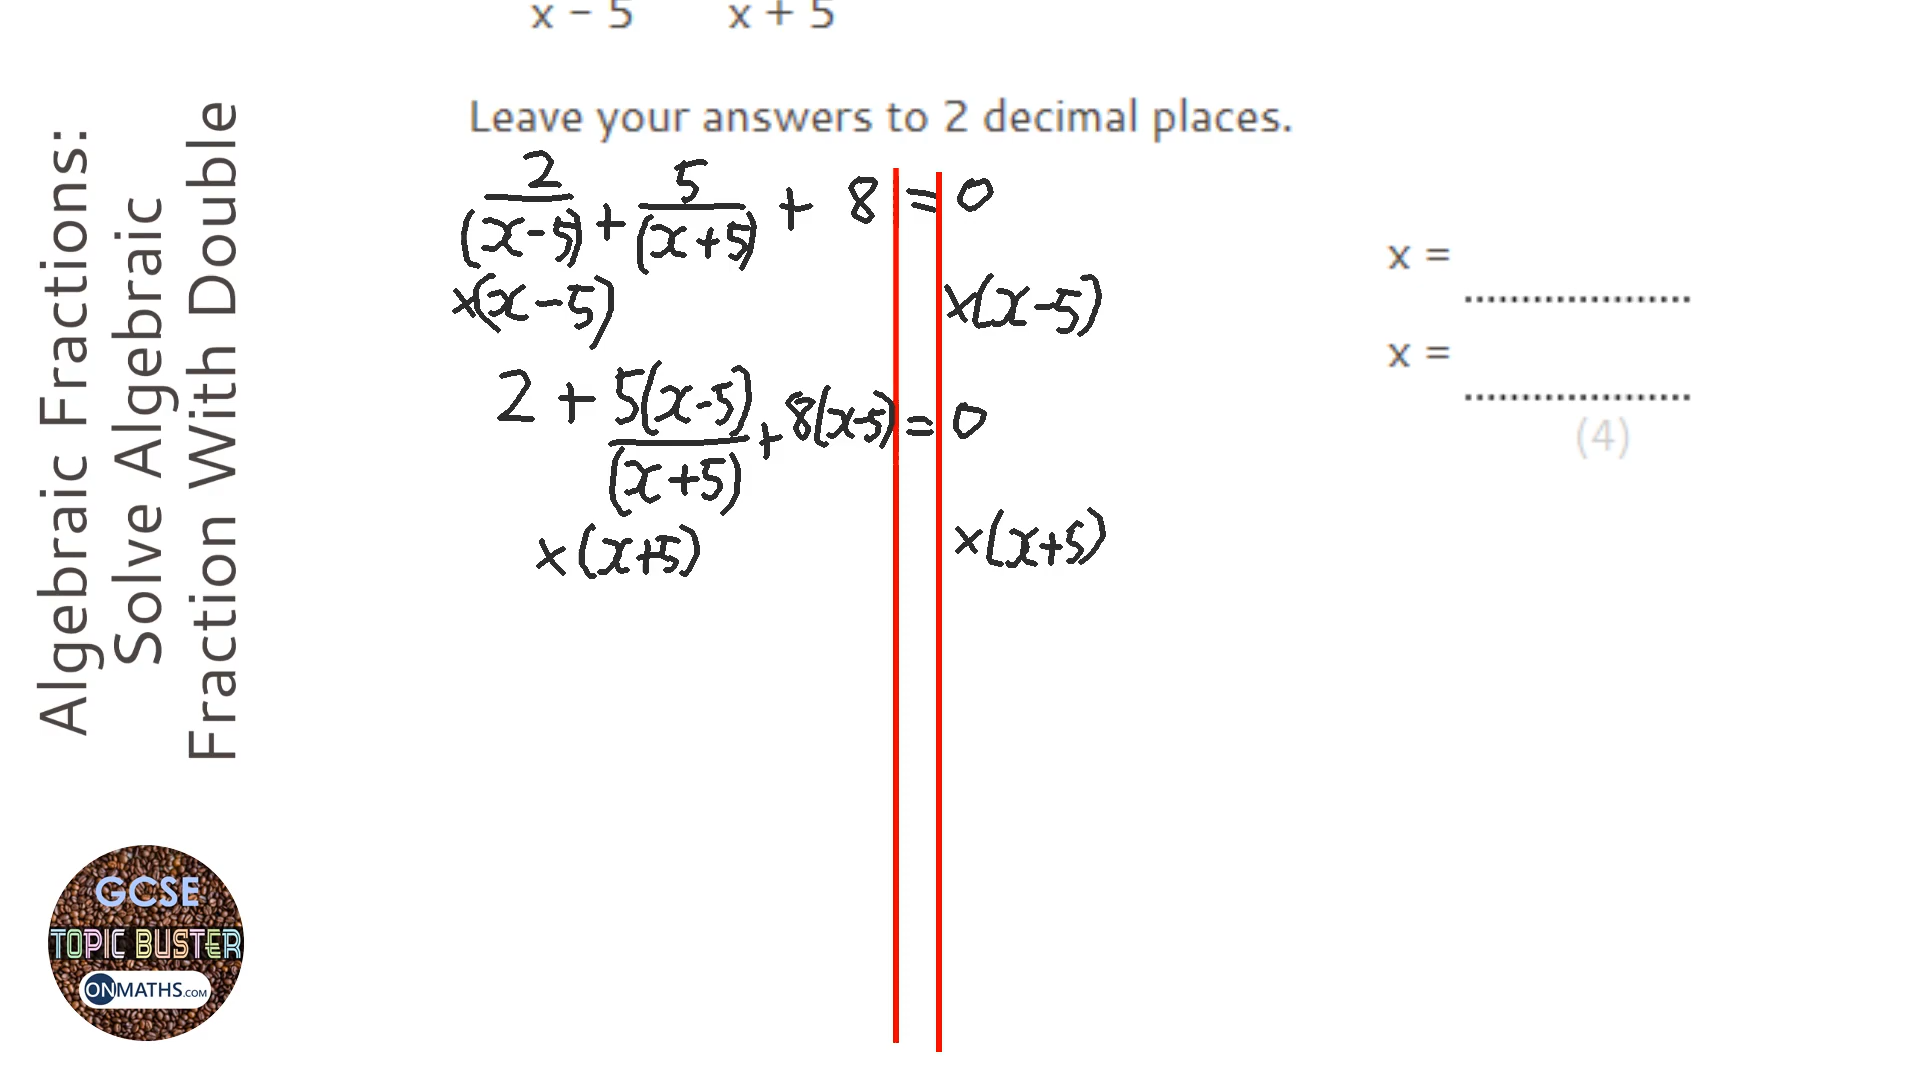 x – 5 x + 5
Leave your answers to 2 decimal places.
2/(x-5) + 5/(x+5) + 8 = 0
×(x-5) ×(x-5)
2 + 5(x-5)/(x+5) + 8(x-5) = 0
×(x+5) ×(x+5)
x =
x =
(4)
Algebraic Fractions:
Solve Algebraic
Fraction With Double
GCSE
TOPIC BUSTER
ONMATHS.COM